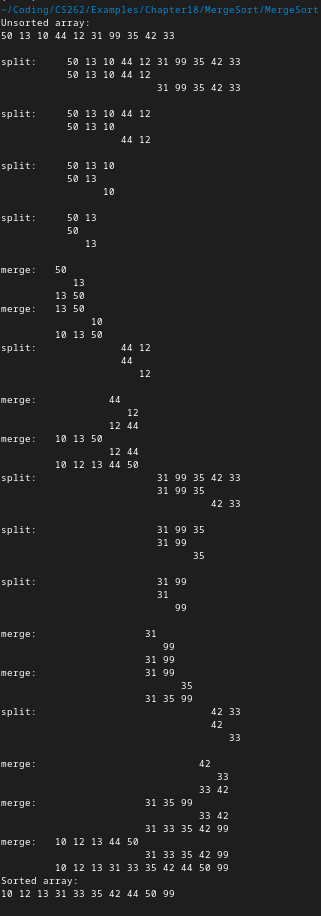 ~/Coding/CS262/Examples/Chapter18/MergeSort/MergeSort
Unsorted array:
50 13 10 44 12 31 99 35 42 33
split:     50 13 10 44 12 31 99 35 42 33
           50 13 10 44 12
                          31 99 35 42 33
split:     50 13 10 44 12
           50 13 10
                    44 12
split:     50 13 10
           50 13
                 10
split:     50 13
           50
              13
merge:   50
            13
         13 50
merge:   13 50
               10
         10 13 50
split:              44 12
                    44
                       12
merge:            44
                     12
                  12 44
merge:   10 13 50
                  12 44
         10 12 13 44 50
split:                    31 99 35 42 33
                          31 99 35
                                   42 33
split:                    31 99 35
                          31 99
                                35
split:                    31 99
                          31
                             99
merge:                  31
                           99
                        31 99
merge:                  31 99
                              35
                        31 35 99
split:                             42 33
                                   42
                                      33
merge:                           42
                                    33
                                 33 42
merge:                  31 35 99
                                 33 42
                        31 33 35 42 99
merge:   10 12 13 44 50
                        31 33 35 42 99
         10 12 13 31 33 35 42 44 50 99
Sorted array:
10 12 13 31 33 35 42 44 50 99